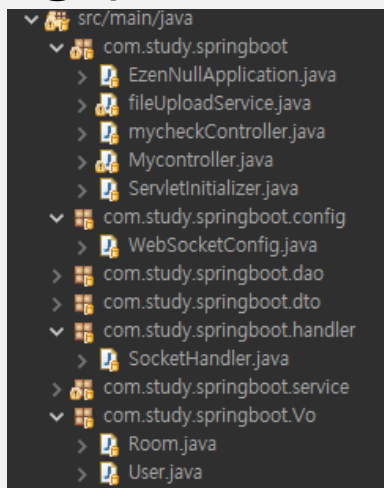 src/main/java
com.study.springboot
EzenNullApplication.java
fileUploadService.java
mycheckController.java
Mycontroller.java
ServletInitializer.java
com.study.springboot.config
WebSocketConfig.java
com.study.springboot.dao
com.study.springboot.dto
com.study.springboot.handler
SocketHandler.java
com.study.springboot.service
com.study.springboot.Vo
Room.java
User.java